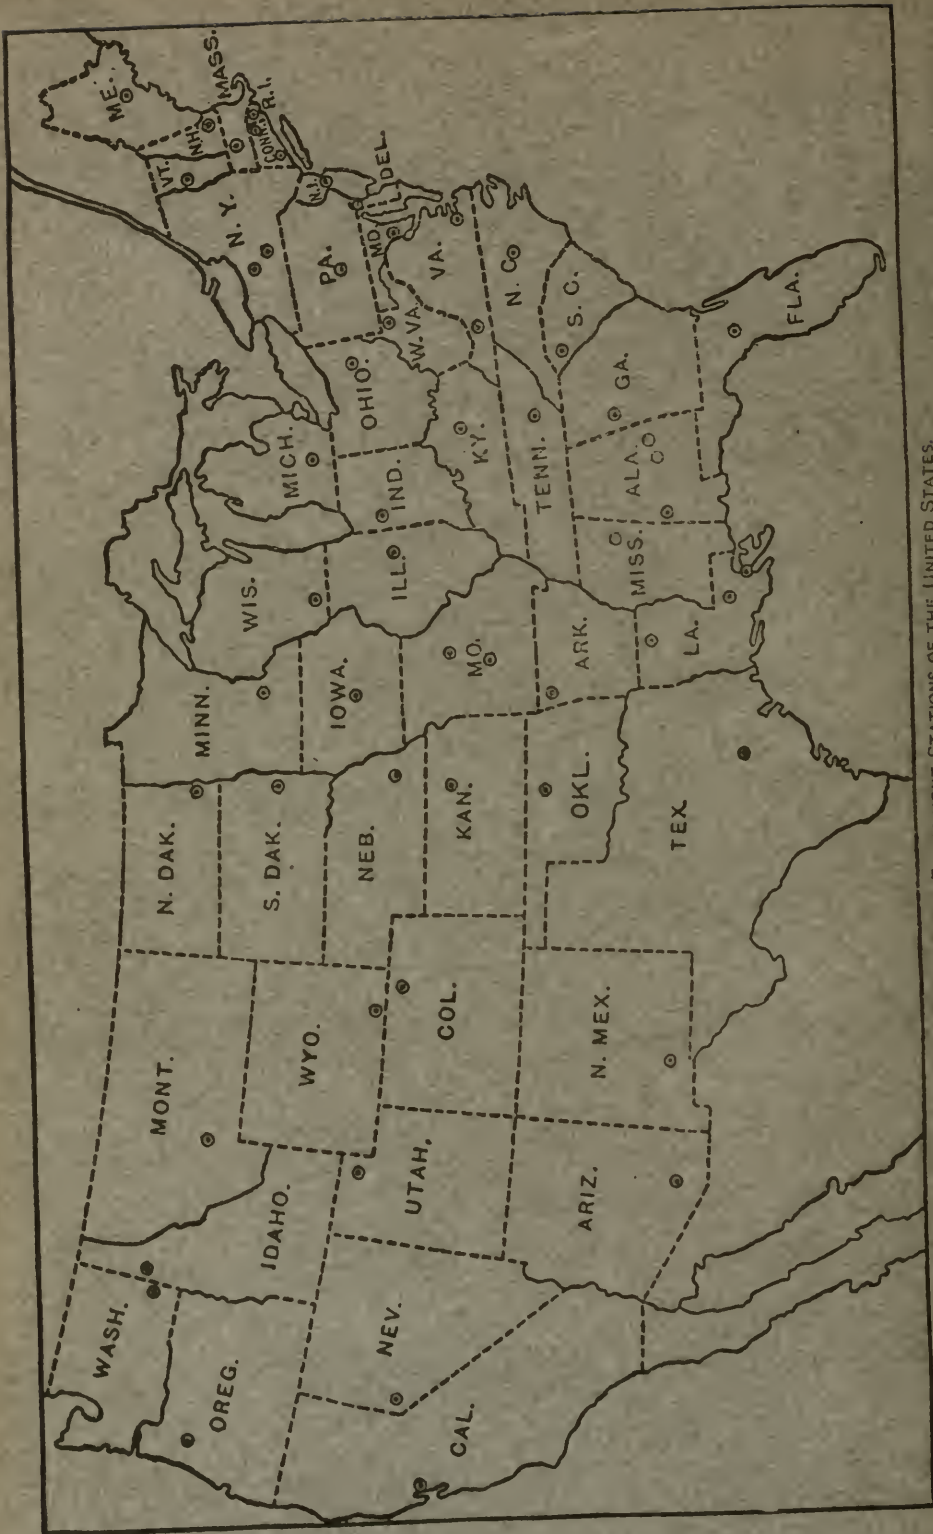 WASH.
OREG.
CAL.
NEV.
IDAHO.
MONT.
WYO.
UTAH,
ARIZ.
COL.
N. MEX.
N. DAK.
S. DAK.
NEB.
KAN.
OKL.
TEX
MINN.
IOWA.
MO.
ARK.
LA.
WIS.
ILL.
MISS.
MICH.
IND.
KY.
TENN.
ALA.
OHIO.
W. VA.
GA.
FLA.
PA.
VA.
N. C
S. C.
N. Y.
MD.
DEL.
N.J.
VT.
NH
MASS.
CONN.
R.I.
ME.
STATIONS OF THE UNITED STATES.